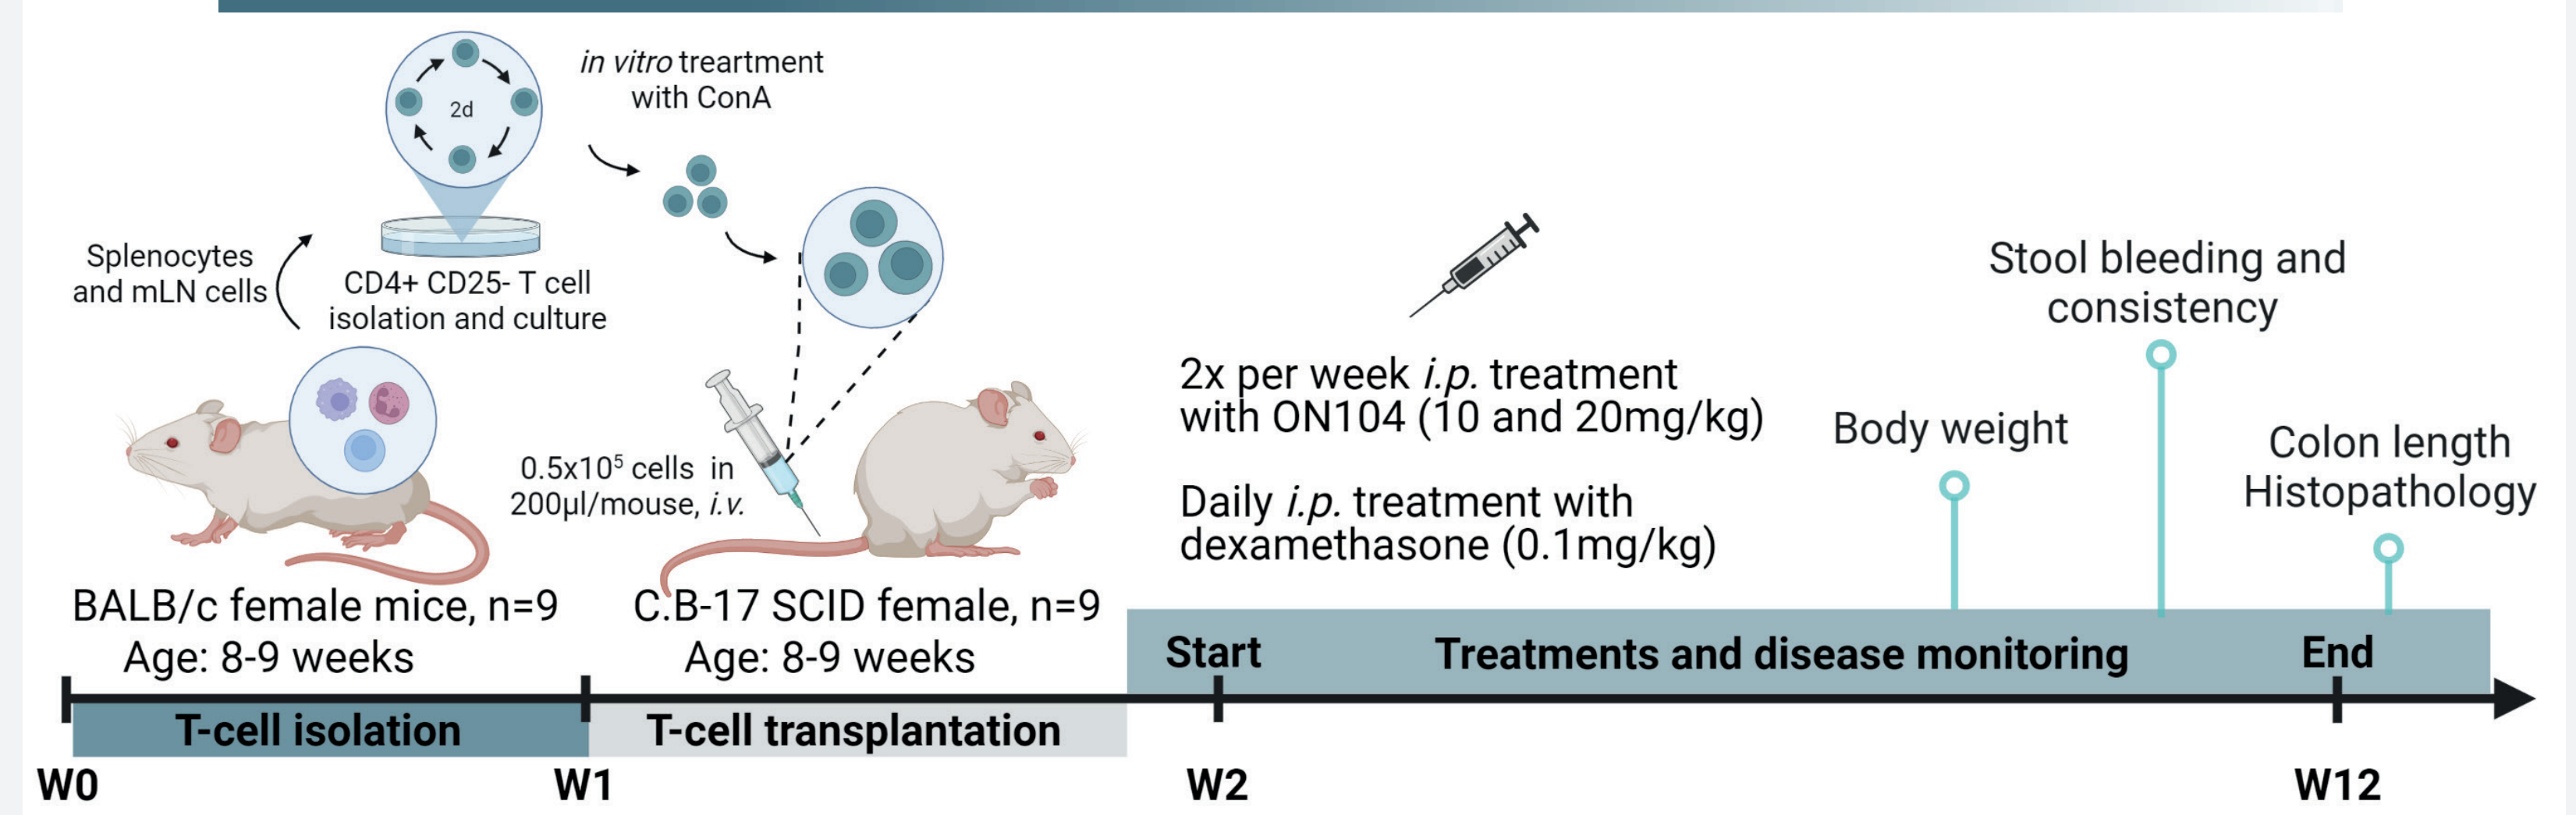 in vitro treartment
with ConA
2d
Splenocytes
and mLN cells
CD4+ CD25- T cell
isolation and culture
0.5x10⁵ cells in
200µl/mouse, i.v.
BALB/c female mice, n=9
Age: 8-9 weeks
C.B-17 SCID female, n=9
Age: 8-9 weeks
2x per week i.p. treatment
with ON104 (10 and 20mg/kg)
Daily i.p. treatment with
dexamethasone (0.1mg/kg)
Body weight
Stool bleeding and
consistency
Colon length
Histopathology
Start
Treatments and disease monitoring
End
T-cell isolation
T-cell transplantation
W0
W1
W2
W12